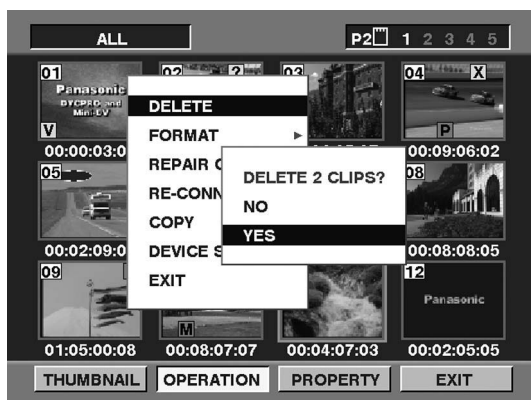 ALL
P2 1 2 3 4 5
01
02
?
03
04
X
Panasonic
DVCPRO and
Mini-DV
V
P
00:00:03:0
00:09:06:02
DELETE
FORMAT
REPAIR C
RE-CONN
COPY
DEVICE S
EXIT
DELETE 2 CLIPS?
NO
YES
05
08
00:02:09:0
00:08:08:05
09
12
Panasonic
M
01:05:00:08
00:08:07:07
00:04:07:03
00:02:05:05
THUMBNAIL
OPERATION
PROPERTY
EXIT